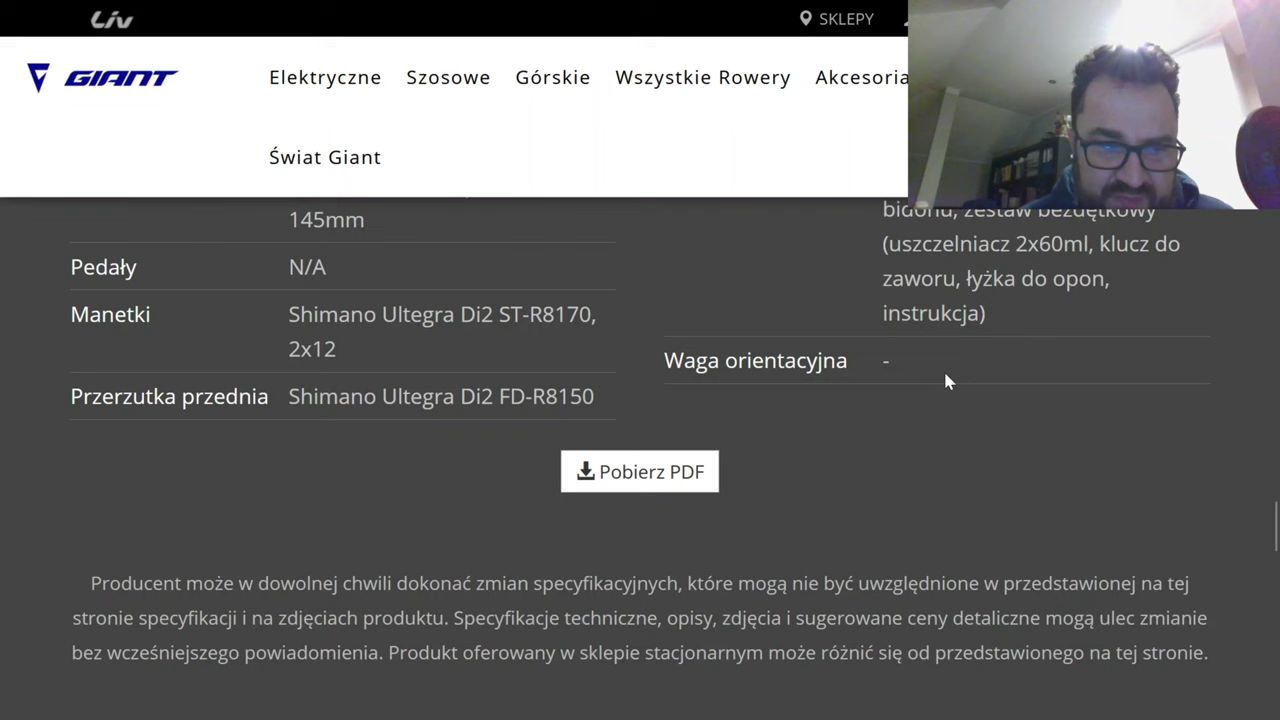 Liv
SKLEPY
GIANT
Elektryczne
Szosowe
Górskie
Wszystkie Rowery
Akcesoria
Świat Giant
145mm
Pedały
N/A
Manetki
Shimano Ultegra Di2 ST-R8170,
2x12
Przerzutka przednia
Shimano Ultegra Di2 FD-R8150
bidonu, zestaw bezdętkowy
(uszczelniacz 2x60ml, klucz do
zaworu, łyżka do opon,
instrukcja)
Waga orientacyjna
-
Pobierz PDF
Producent może w dowolnej chwili dokonać zmian specyfikacyjnych, które mogą nie być uwzględnione w przedstawionej na tej
stronie specyfikacji i na zdjęciach produktu. Specyfikacje techniczne, opisy, zdjęcia i sugerowane ceny detaliczne mogą ulec zmianie
bez wcześniejszego powiadomienia. Produkt oferowany w sklepie stacjonarnym może różnić się od przedstawionego na tej stronie.